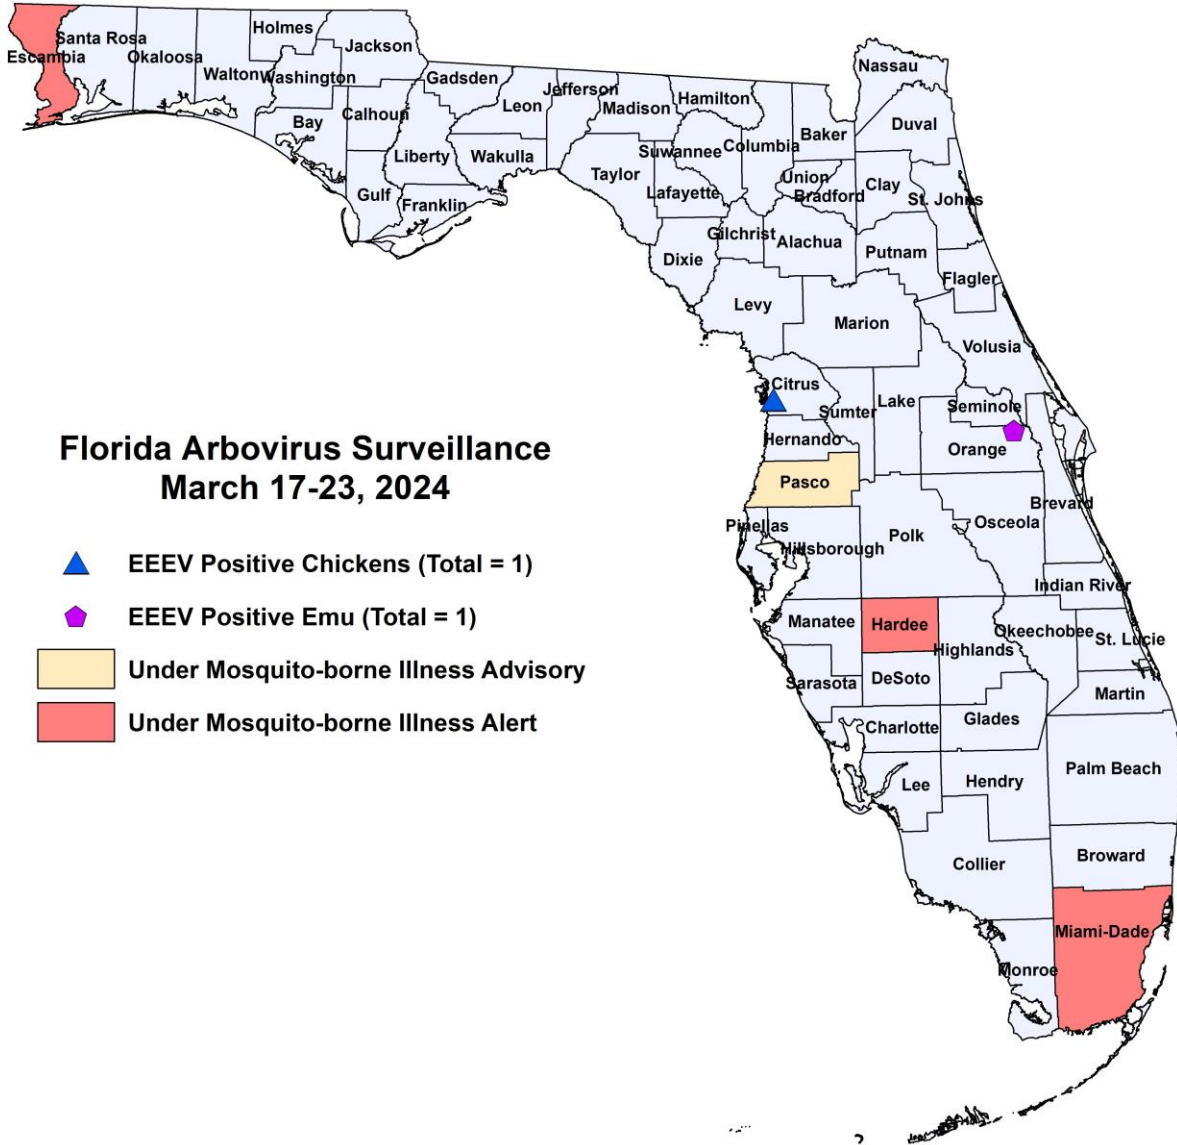 Holmes
Santa Rosa
Jackson
Escambia
Okaloosa
Walton
Washington
Gadsden
Jefferson
Nassau
Leon
Madison
Hamilton
Calhoun
Bay
Duval
Baker
Columbia
Suwannee
Liberty
Wakulla
Taylor
Union
Clay
Lafayette
Bradford
St. Johns
Gulf
Franklin
Gilchrist
Alachua
Putnam
Dixie
Flagler
Levy
Marion
Volusia
Citrus
Lake
Seminole
Sumter
Hernando
Orange
Florida Arbovirus Surveillance
March 17-23, 2024
Pasco
Brevard
Pinellas
Osceola
Polk
Hillsborough
EEEV Positive Chickens (Total = 1)
Indian River
EEEV Positive Emu (Total = 1)
Manatee
Hardee
Okeechobee
St. Lucie
Highlands
Under Mosquito-borne Illness Advisory
Sarasota
DeSoto
Martin
Under Mosquito-borne Illness Alert
Charlotte
Glades
Palm Beach
Lee
Hendry
Broward
Collier
Miami-Dade
Monroe